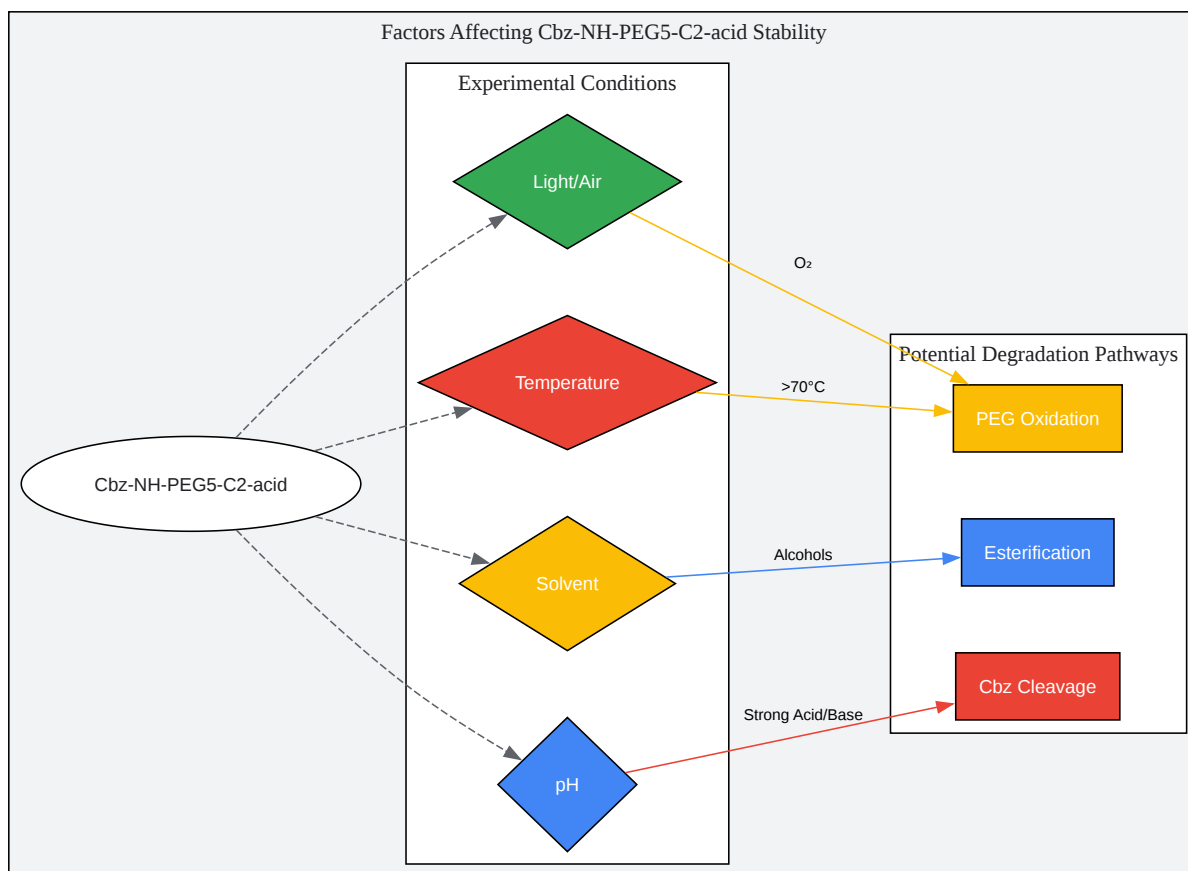 Factors Affecting Cbz-NH-PEG5-C2-acid Stability
Experimental Conditions
Light/Air
O₂
Potential Degradation Pathways
Temperature
>70°C
PEG Oxidation
Cbz-NH-PEG5-C2-acid
Solvent
Alcohols
Esterification
Cbz Cleavage
Strong Acid/Base
pH